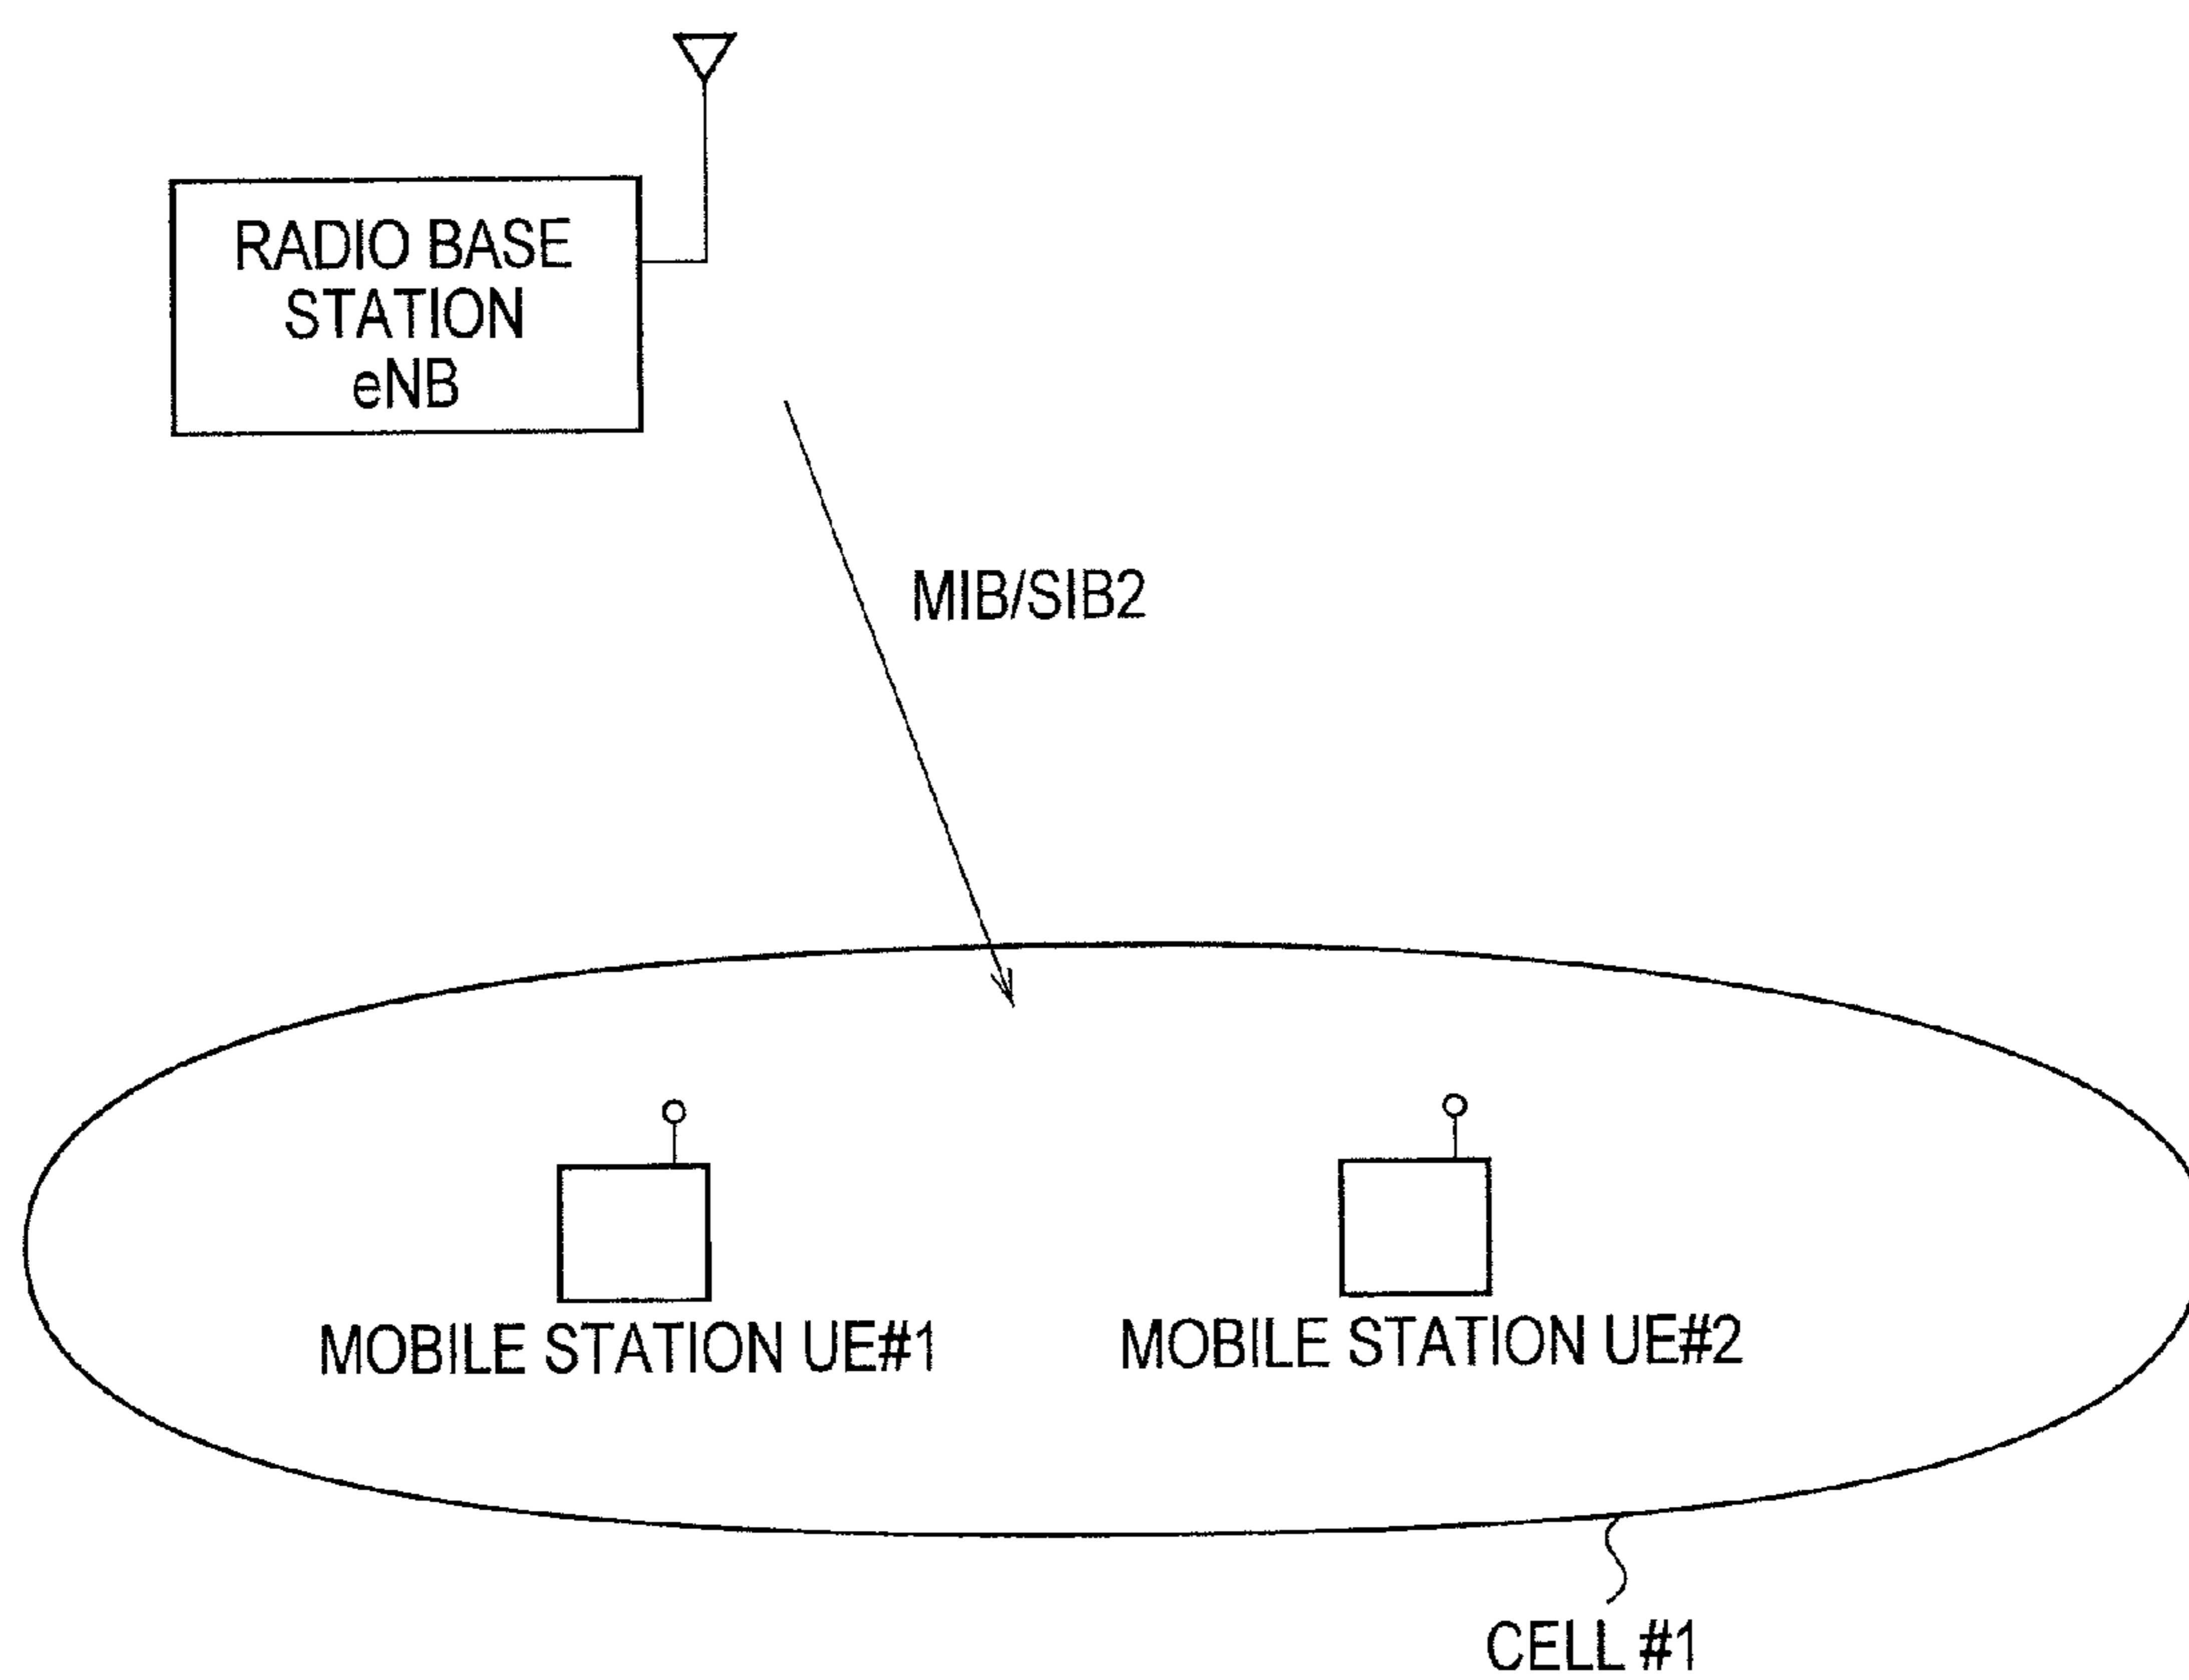 RADIO BASE
STATION
eNB
MIB/SIB2
MOBILE STATION UE#1
MOBILE STATION UE#2
CELL #1